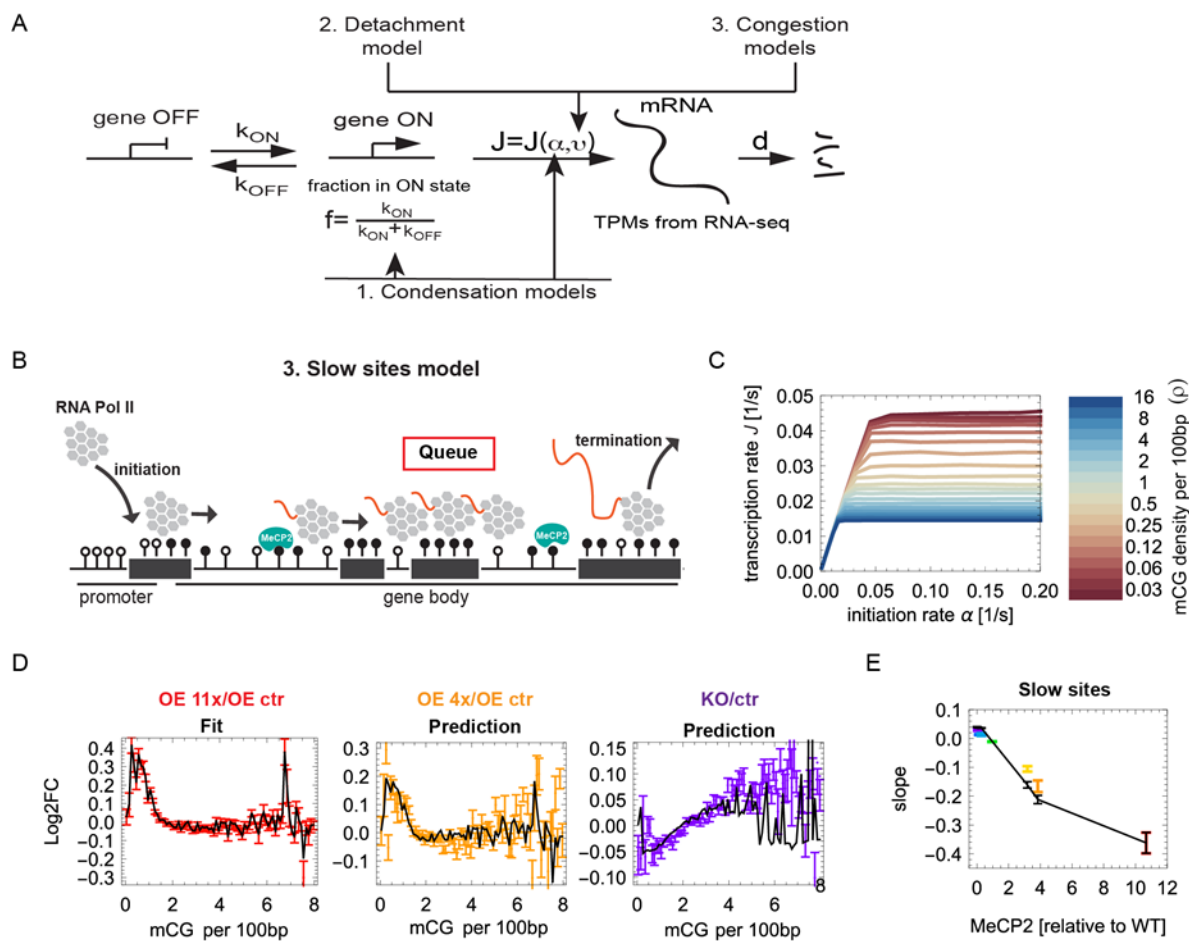 A
2. Detachment
model
3. Congestion
models
gene OFF
kON
kOFF
gene ON
fraction in ON state
f= kON
kON+kOFF
J=J(α,υ)
mRNA
TPMs from RNA-seq
d
1. Condensation models
B
3. Slow sites model
RNA Pol II
initiation
Queue
termination
MeCP2
MeCP2
promoter
gene body
C
transcription rate J [1/s]
0.05
0.04
0.03
0.02
0.01
0.00
0.00 0.05 0.10 0.15 0.20
initiation rate α [1/s]
16
8
4
2
1
0.5
0.25
0.12
0.06
0.03
mCG density per 100bp (ρ)
D
OE 11x/OE ctr
Fit
Log2FC
0.4
0.3
0.2
0.1
0.0
−0.1
−0.3
0 2 4 6 8
mCG per 100bp
OE 4x/OE ctr
Prediction
0.3
0.2
0.1
0.0
−0.1
0 2 4 6 8
mCG per 100bp
KO/ctr
Prediction
0.15
0.10
0.05
0.00
−0.05
−0.10
0 2 4 6 8
mCG per 100bp
E
Slow sites
slope
0.1
0.0
−0.1
−0.2
−0.3
−0.4
0 2 4 6 8 10 12
MeCP2 [relative to WT]